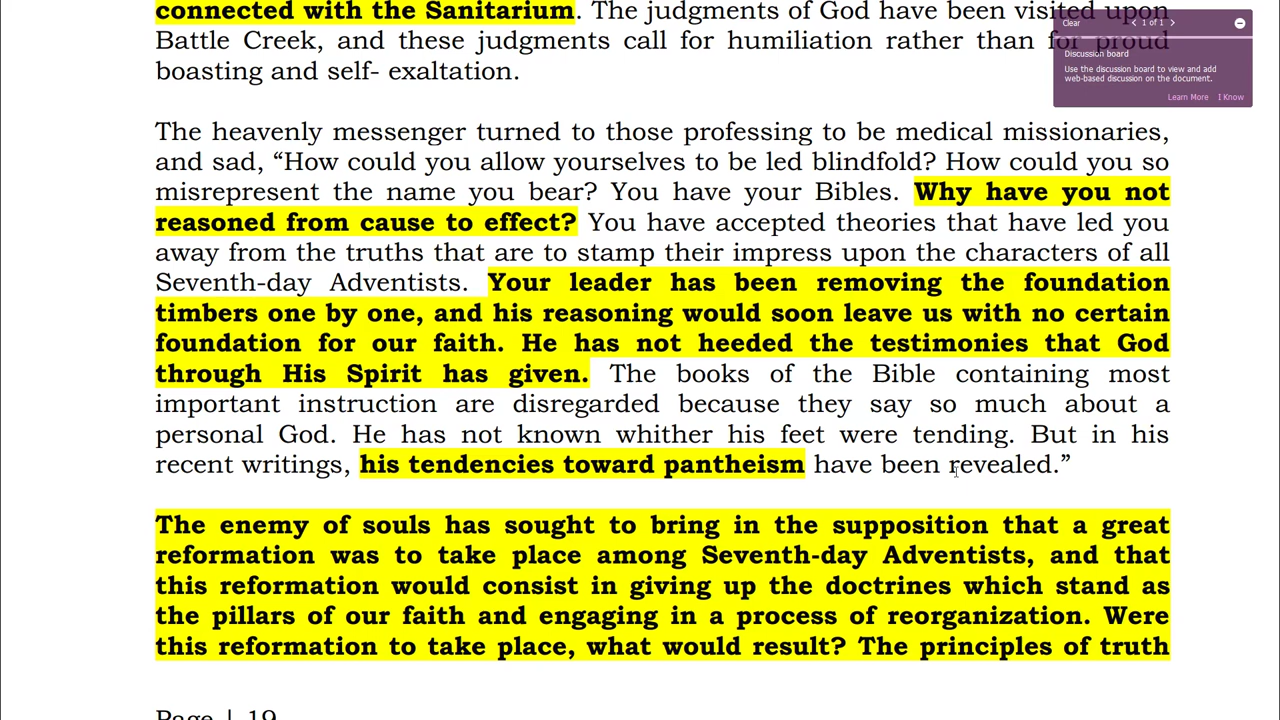 connected with the Sanitarium. The judgments of God have been visited upon
Battle Creek, and these judgments call for humiliation rather than for proud
boasting and self- exaltation.
Clear
1 of 1
Discussion board
Use the discussion board to view and add
web-based discussion on the document.
Learn More I Know
The heavenly messenger turned to those professing to be medical missionaries,
and sad, “How could you allow yourselves to be led blindfold? How could you so
misrepresent the name you bear? You have your Bibles. Why have you not
reasoned from cause to effect? You have accepted theories that have led you
away from the truths that are to stamp their impress upon the characters of all
Seventh-day Adventists. Your leader has been removing the foundation
timbers one by one, and his reasoning would soon leave us with no certain
foundation for our faith. He has not heeded the testimonies that God
through His Spirit has given. The books of the Bible containing most
important instruction are disregarded because they say so much about a
personal God. He has not known whither his feet were tending. But in his
recent writings, his tendencies toward pantheism have been revealed.”
The enemy of souls has sought to bring in the supposition that a great
reformation was to take place among Seventh-day Adventists, and that
this reformation would consist in giving up the doctrines which stand as
the pillars of our faith and engaging in a process of reorganization. Were
this reformation to take place, what would result? The principles of truth
Page | 19